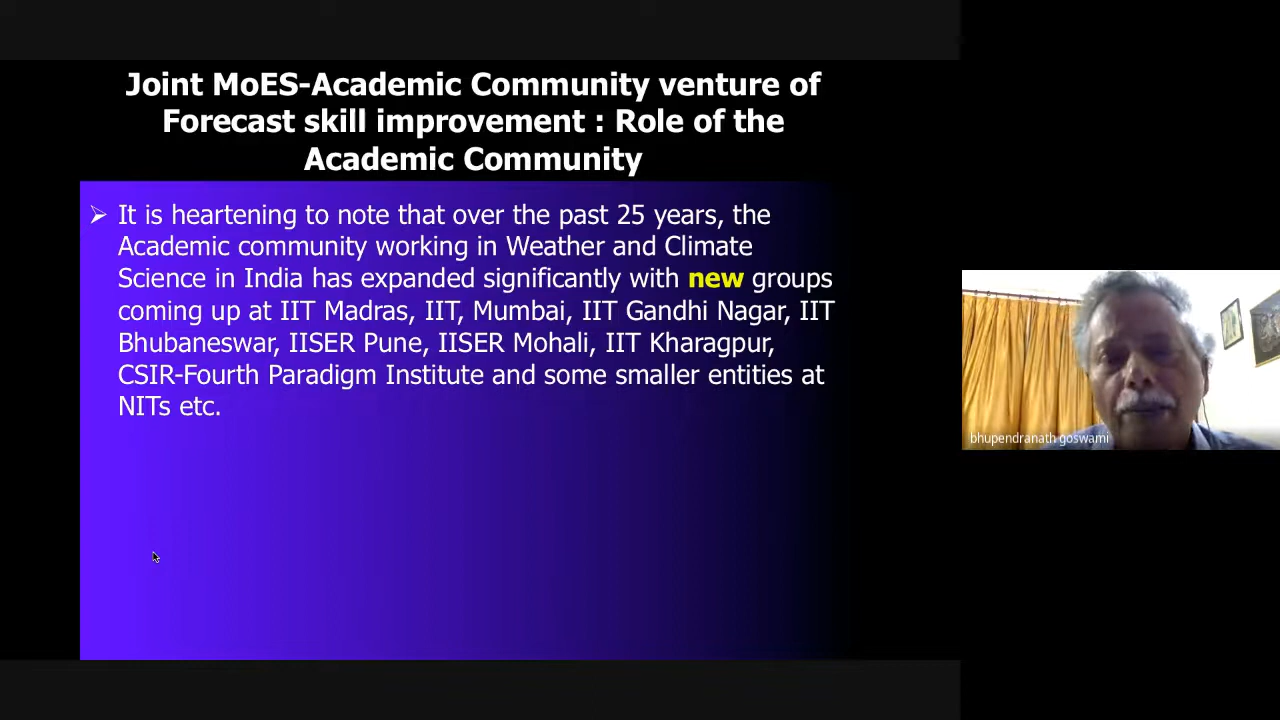 Joint MoES-Academic Community venture of
Forecast skill improvement : Role of the
Academic Community
➢ It is heartening to note that over the past 25 years, the
Academic community working in Weather and Climate
Science in India has expanded significantly with new groups
coming up at IIT Madras, IIT, Mumbai, IIT Gandhi Nagar, IIT
Bhubaneswar, IISER Pune, IISER Mohali, IIT Kharagpur,
CSIR-Fourth Paradigm Institute and some smaller entities at
NITs etc.
bhupendranath goswami